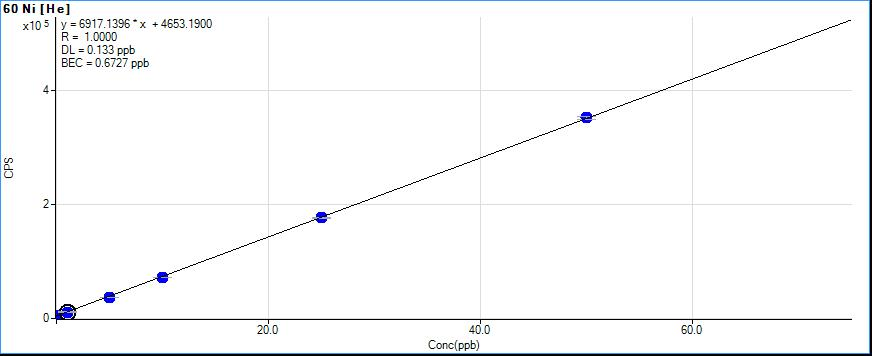 60 Ni [He]
x10 5
y = 6917.1396 * x + 4653.1900
R = 1.0000
DL = 0.133 ppb
BEC = 0.6727 ppb
4
CPS
2
0
20.0 40.0 60.0
Conc(ppb)